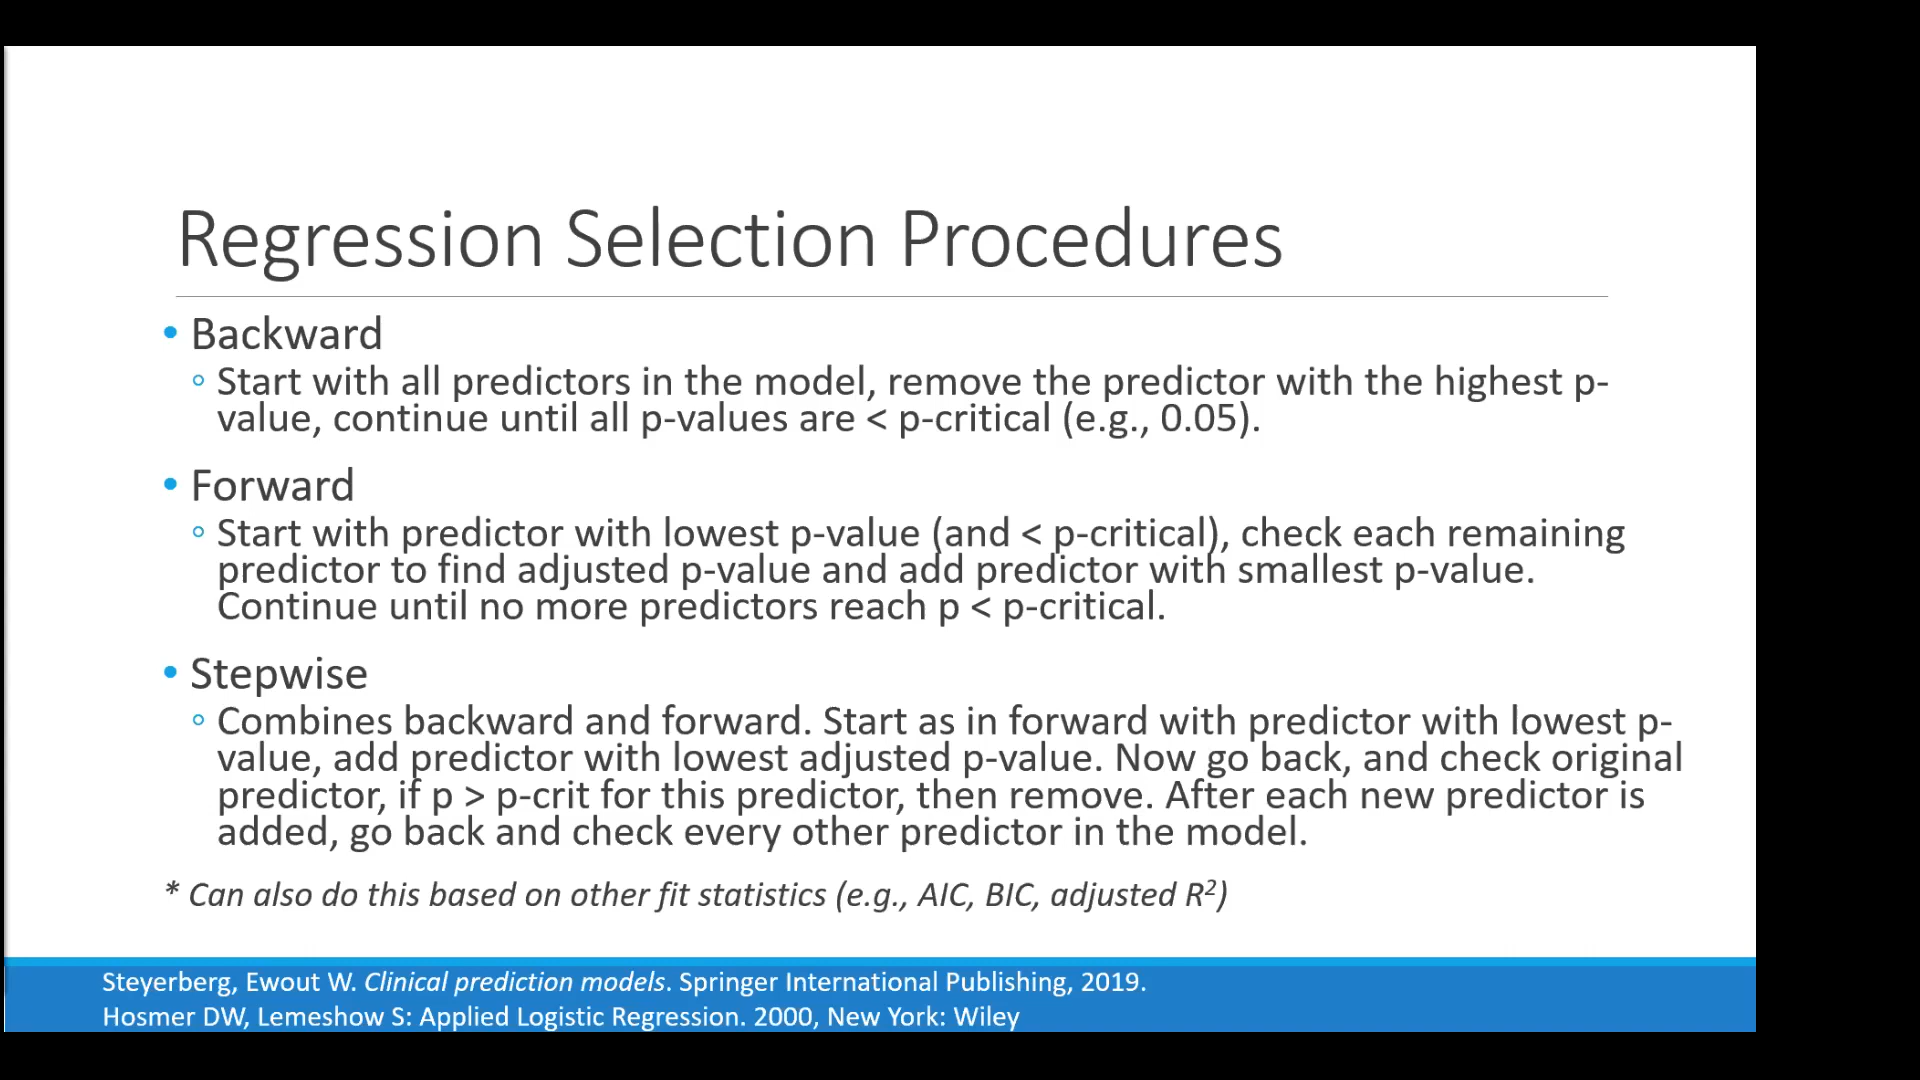 Regression Selection Procedures
• Backward
◦ Start with all predictors in the model, remove the predictor with the highest p-
value, continue until all p-values are < p-critical (e.g., 0.05).
• Forward
◦ Start with predictor with lowest p-value (and < p-critical), check each remaining
predictor to find adjusted p-value and add predictor with smallest p-value.
Continue until no more predictors reach p < p-critical.
• Stepwise
◦ Combines backward and forward. Start as in forward with predictor with lowest p-
value, add predictor with lowest adjusted p-value. Now go back, and check original
predictor, if p > p-crit for this predictor, then remove. After each new predictor is
added, go back and check every other predictor in the model.
* Can also do this based on other fit statistics (e.g., AIC, BIC, adjusted R²)
Steyerberg, Ewout W. Clinical prediction models. Springer International Publishing, 2019.
Hosmer DW, Lemeshow S: Applied Logistic Regression. 2000, New York: Wiley